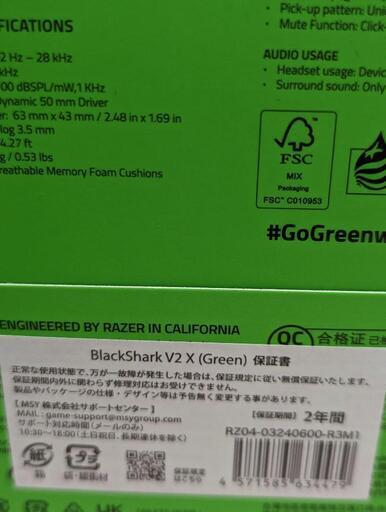 FICATIONS
2 Hz – 28 kHz
kHz
00 dBSPL/mW,1 KHz
Dynamic 50 mm Driver
er: 63 mm x 43 mm / 2.48 in x 1.69 in
log 3.5 mm
4.27 ft
g / 0.53 lbs
reathable Memory Foam Cushions
Pick-up pattern: Unid
Mute Function: Click-
AUDIO USAGE
• Headset usage: Device
• Surround sound: Only
FSC
MIX
Packaging
FSC™ C010953
#GoGreenw
ENGINEERED BY RAZER IN CALIFORNIA
QC 合格证
BlackShark V2 X (Green) 保証書
正常な使用状態で、万が一故障が発生した場合は、保証規定に従い無償保証いたします。
保証期間内外に関わらず修理対応はお受けできません。
製品やパッケージの仕様・デザイン等は予告無く変更する事があります。
[ MSY 株式会社サポートセンター ]
MAIL : game-support@msygroup.com
サポート対応時間(メールのみ)
10:30~18:00(土日祝日、長期連休を除く)
[保証期間] 2年間
RZ04-03240600-R3M1
紙
プラ
4 571585 634479